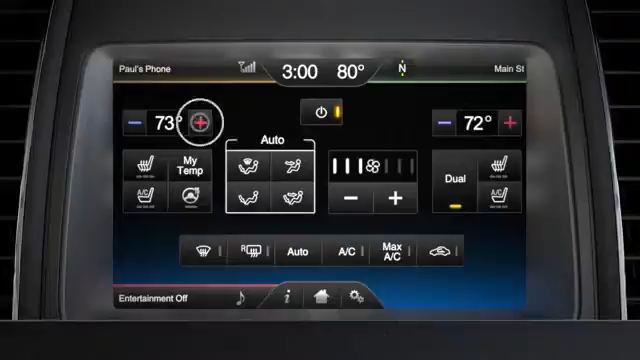 Paul's Phone
3:00 80°
N
Main St
73°
72°
Auto
My
Temp
A/C
Dual
A/C
R
Auto
A/C
Max
A/C
Entertainment Off
i